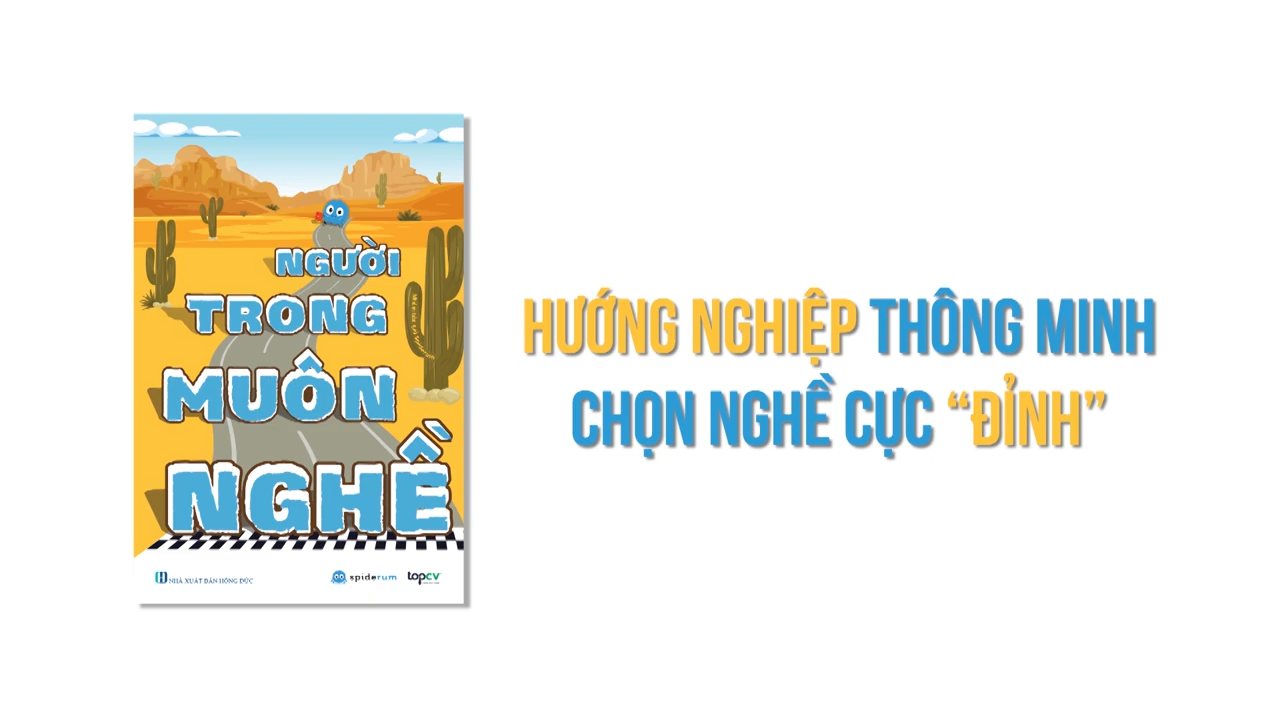 NGƯỜI
TRONG
MUÔN
NGHỀ
NHÀ XUẤT BẢN HỒNG ĐỨC
spiderum
topcv
HƯỚNG NGHIỆP THÔNG MINH
CHỌN NGHỀ CỰC “ĐỈNH”